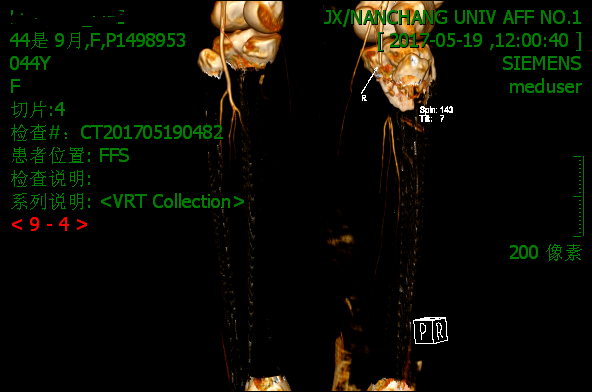 JX/NANCHANG UNIV AFF NO.1
44是 9月,F,P1498953
[ 2017-05-19 ,12:00:40 ]
044Y
SIEMENS
F
meduser
切片:4
检查#: CT201705190482
患者位置: FFS
检查说明:
系列说明: <VRT Collection>
< 9 - 4 >
R
Spin: 143
Tilt: 7
200 像素
P R